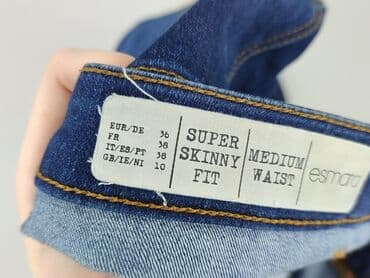 EUR/DE 36
FR 38
IT/ES/PT 38
GB/IE/NI 10
SUPER
SKINNY
FIT
MEDIUM
WAIST
esmara